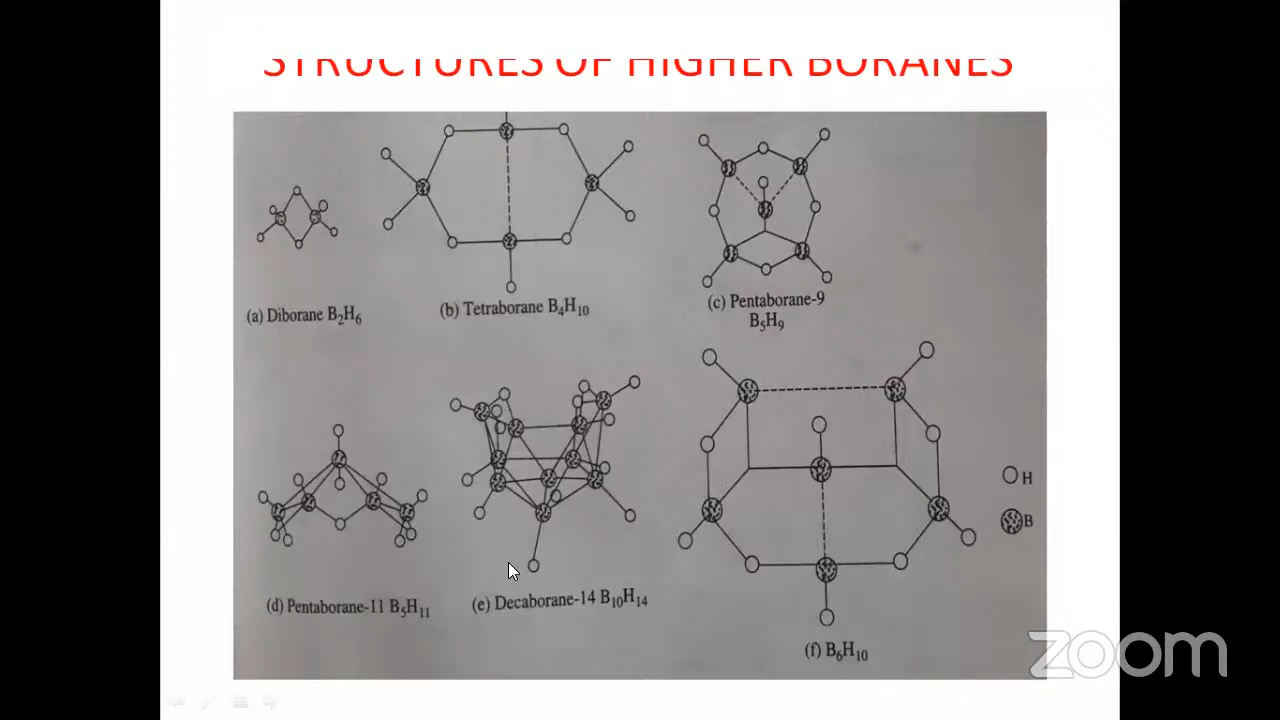 STRUCTURES OF HIGHER BORANES
(a) Diborane B₂H₆
(b) Tetraborane B₄H₁₀
(c) Pentaborane-9
B₅H₉
(d) Pentaborane-11 B₅H₁₁
(e) Decaborane-14 B₁₀H₁₄
(f) B₆H₁₀
H
B
zoom